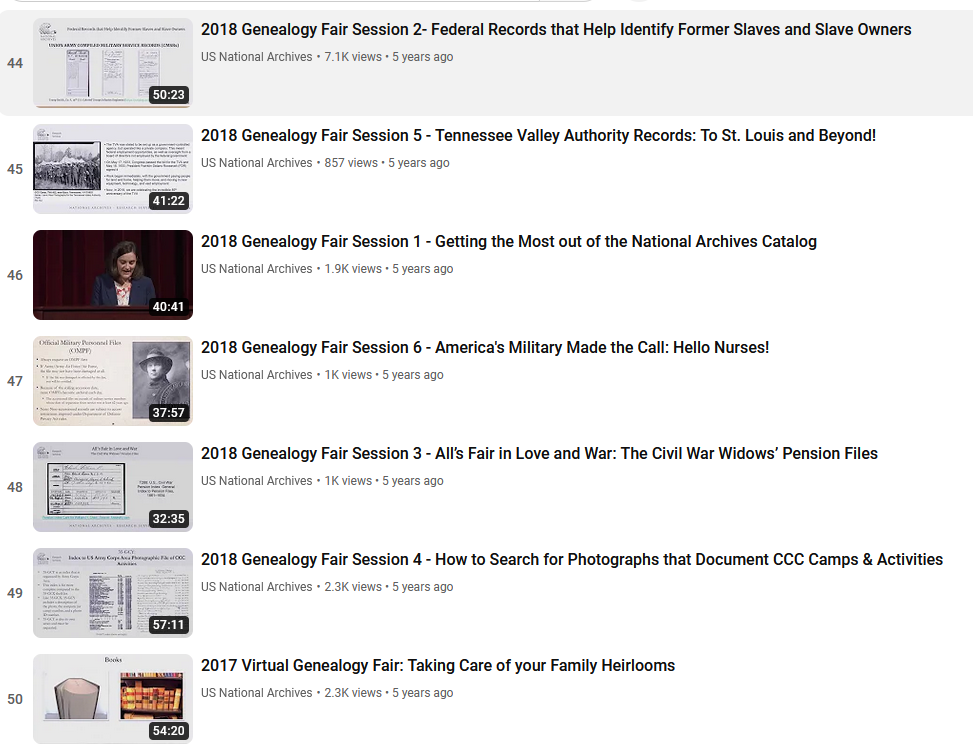 44
Federal Records that Help Identify Former Slaves and Slave Owners
UNION ARMY COMPILED MILITARY SERVICE RECORDS (CMSRs)
50:23
2018 Genealogy Fair Session 2- Federal Records that Help Identify Former Slaves and Slave Owners
US National Archives • 7.1K views • 5 years ago
45
41:22
2018 Genealogy Fair Session 5 - Tennessee Valley Authority Records: To St. Louis and Beyond!
US National Archives • 857 views • 5 years ago
46
40:41
2018 Genealogy Fair Session 1 - Getting the Most out of the National Archives Catalog
US National Archives • 1.9K views • 5 years ago
47
Official Military Personnel Files
(OMPF)
37:57
2018 Genealogy Fair Session 6 - America's Military Made the Call: Hello Nurses!
US National Archives • 1K views • 5 years ago
48
All's Fair in Love and War
32:35
2018 Genealogy Fair Session 3 - All’s Fair in Love and War: The Civil War Widows’ Pension Files
US National Archives • 1K views • 5 years ago
49
Index to US Army Corps Area Photographic File of CCC
Activities
57:11
2018 Genealogy Fair Session 4 - How to Search for Photographs that Document CCC Camps & Activities
US National Archives • 2.3K views • 5 years ago
50
Books
54:20
2017 Virtual Genealogy Fair: Taking Care of your Family Heirlooms
US National Archives • 2.3K views • 5 years ago